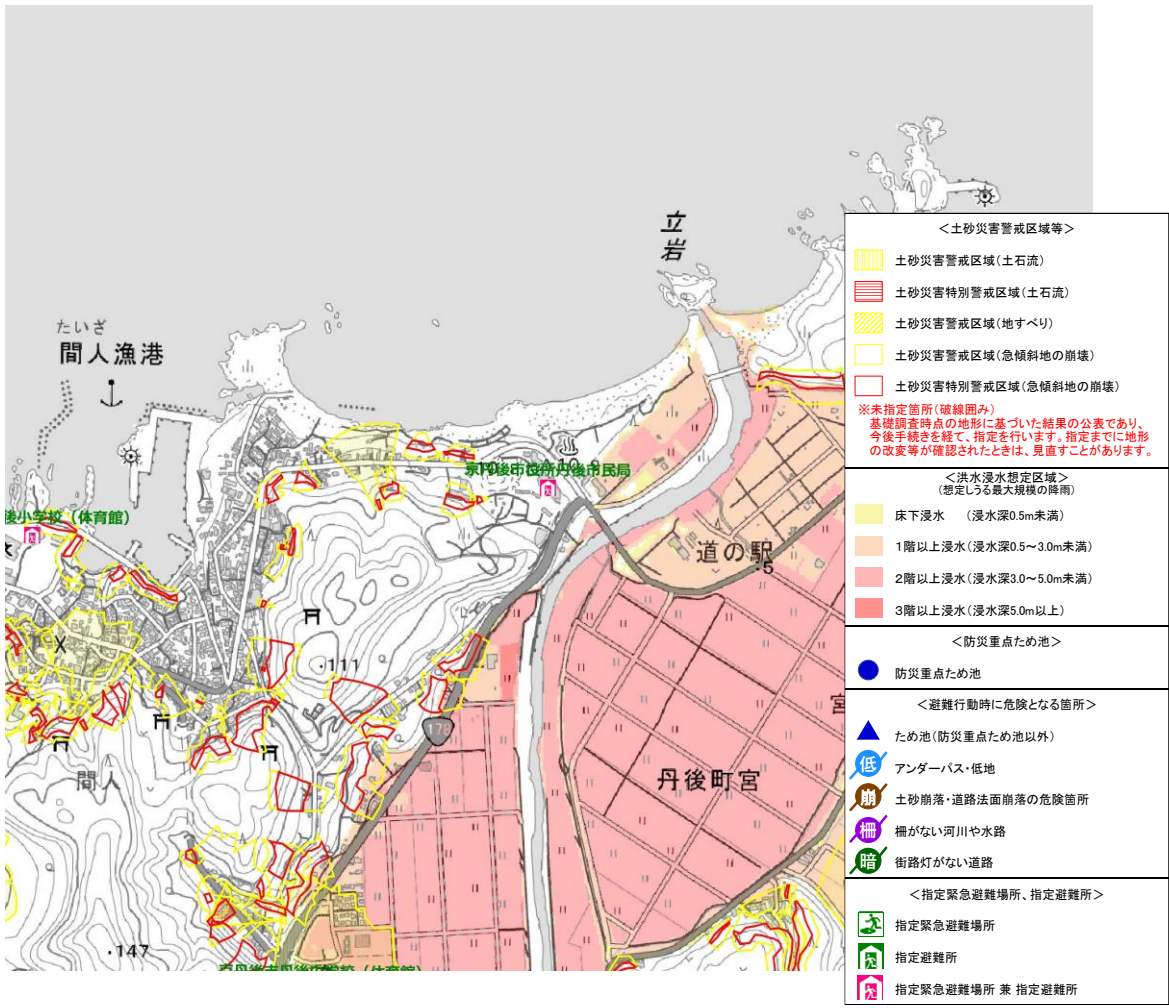 立岩
たいざ
間人漁港
京丹後市役所丹後市民局
後小学校（体育館）
道の駅
・5
・111
178
宮
丹後町宮
間人
・147
＜土砂災害警戒区域等＞
土砂災害警戒区域（土石流）
土砂災害特別警戒区域（土石流）
土砂災害警戒区域（地すべり）
土砂災害警戒区域（急傾斜地の崩壊）
土砂災害特別警戒区域（急傾斜地の崩壊）
※未指定箇所（破線囲み）
基礎調査時点の地形に基づいた結果の公表であり、
今後手続きを経て、指定を行います。指定までに地形
の改変等が確認されたときは、見直すことがあります。
＜洪水浸水想定区域＞
（想定しうる最大規模の降雨）
床下浸水　（浸水深0.5m未満）
1階以上浸水（浸水深0.5～3.0m未満）
2階以上浸水（浸水深3.0～5.0m未満）
3階以上浸水（浸水深5.0m以上）
＜防災重点ため池＞
防災重点ため池
＜避難行動時に危険となる箇所＞
ため池（防災重点ため池以外）
低 アンダーパス・低地
崩 土砂崩落・道路法面崩落の危険箇所
柵 柵がない河川や水路
暗 街路灯がない道路
＜指定緊急避難場所、指定避難所＞
指定緊急避難場所
指定避難所
指定緊急避難場所 兼 指定避難所